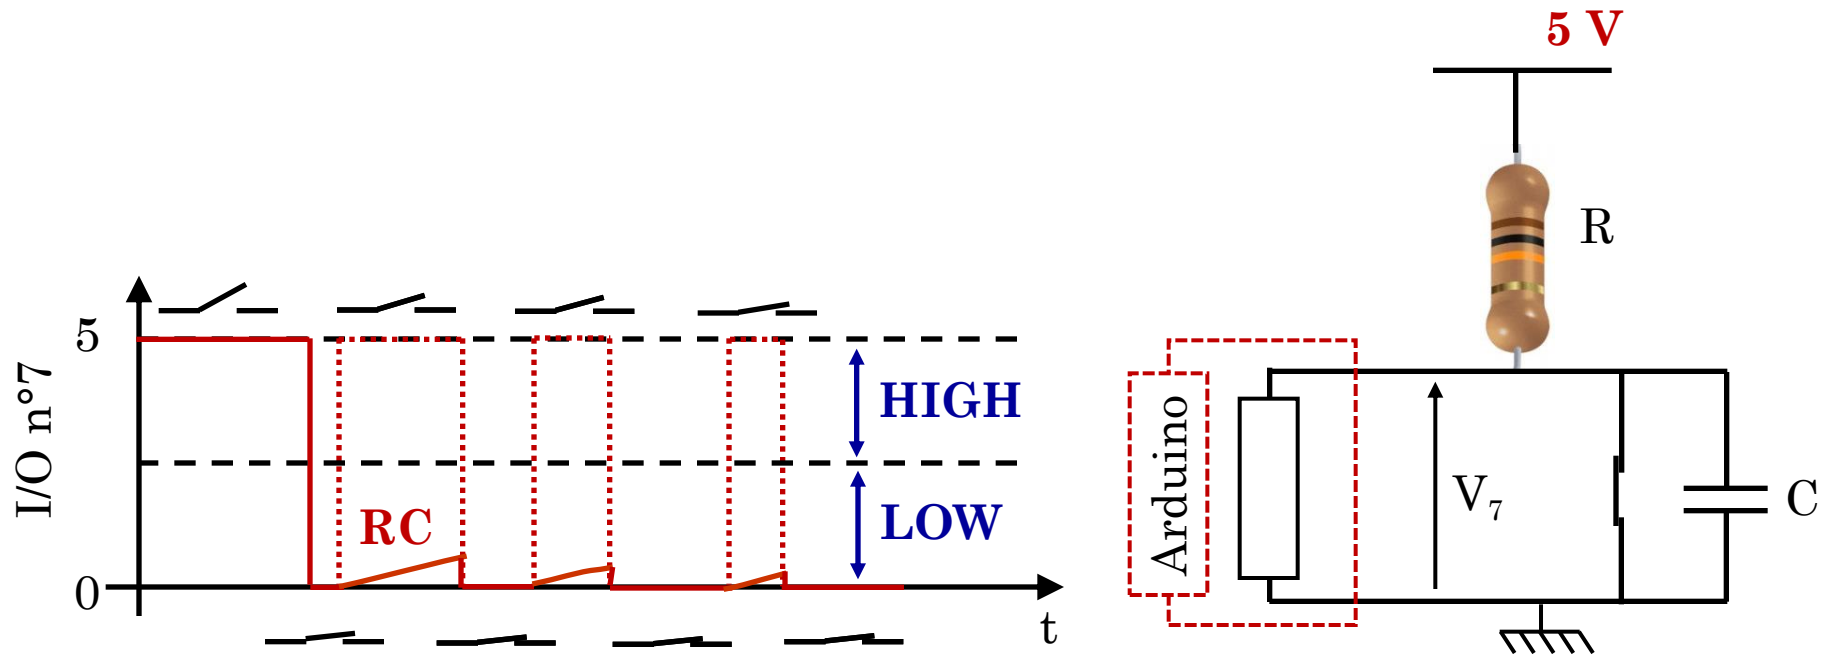 5 V
R
5
I/O n°7
HIGH
RC
LOW
0
t
Arduino
V₇
C